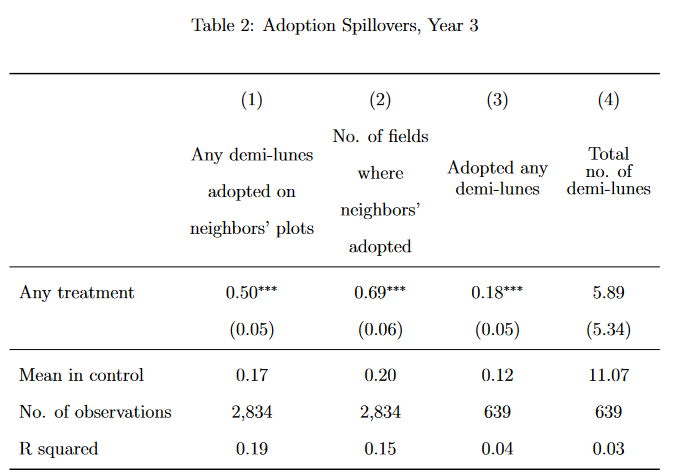 Table 2: Adoption Spillovers, Year 3
(1) (2) (3) (4)
Any demi-lunes adopted on neighbors' plots
No. of fields where neighbors' adopted
Adopted any demi-lunes
Total no. of demi-lunes
Any treatment 0.50*** 0.69*** 0.18*** 5.89
(0.05) (0.06) (0.05) (5.34)
Mean in control 0.17 0.20 0.12 11.07
No. of observations 2,834 2,834 639 639
R squared 0.19 0.15 0.04 0.03